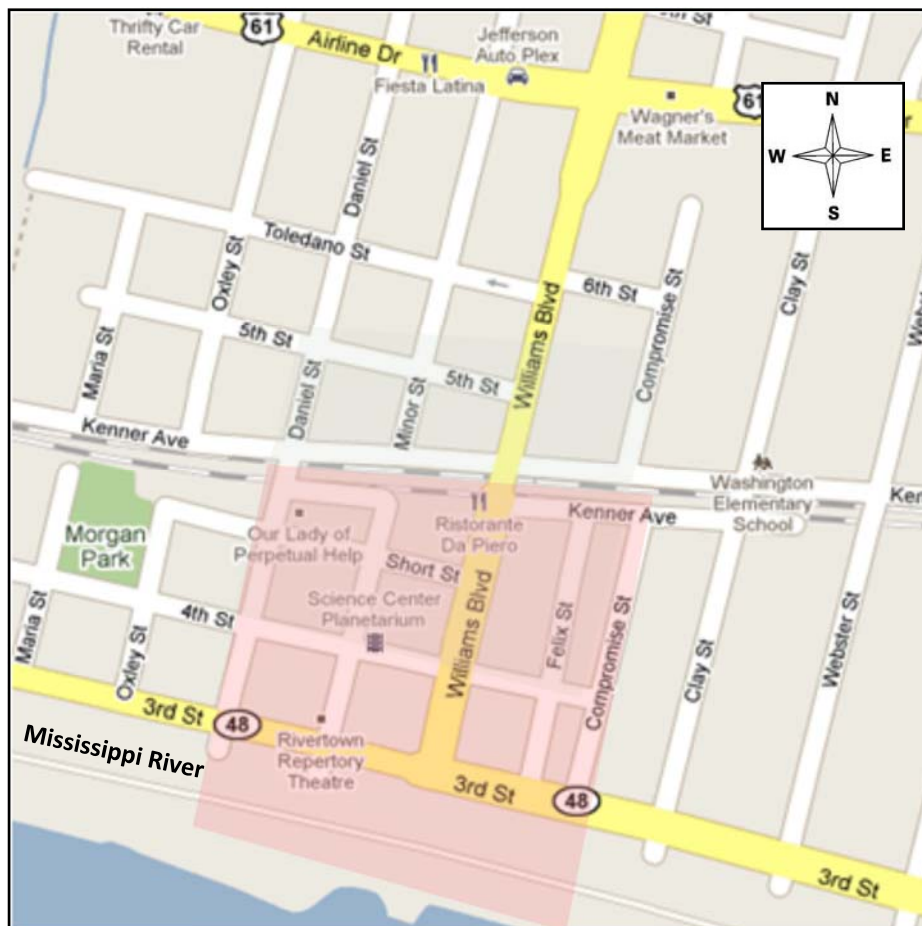 Thrifty Car
Rental
61
Airline Dr
Fiesta Latina
Jefferson
Auto Plex
Wagner's
Meat Market
61
N
W
E
S
Daniel St
Toledano St
Oxley St
6th St
Compromise St
Clay St
5th St
Maria St
Daniel St
Minor St
5th St
Williams Blvd
Kenner Ave
Washington
Elementary
School
Morgan
Park
Our Lady of
Perpetual Help
Ristorante
Da Piero
Kenner Ave
Short St
Science Center
Planetarium
Williams Blvd
Felix St
Compromise St
4th St
Maria St
Oxley St
Clay St
Webster St
3rd St
48
Mississippi River
Rivertown
Repertory
Theatre
3rd St
48
3rd St